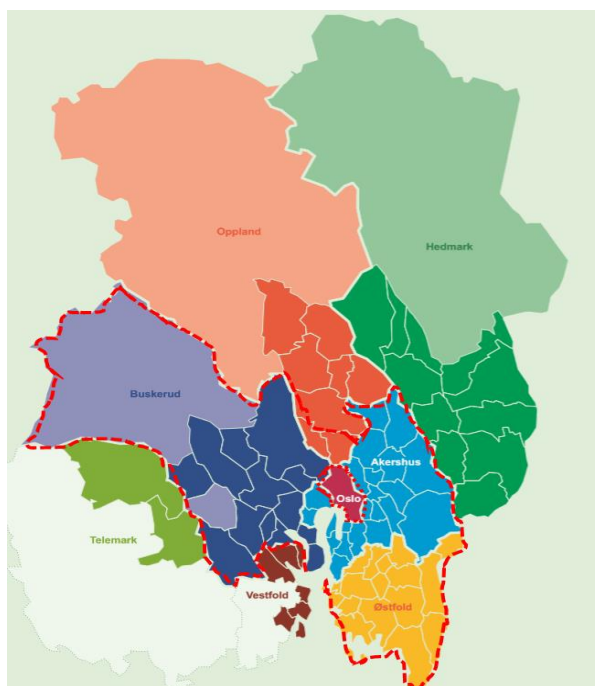 Oppland
Hedmark
Buskerud
Akershus
Oslo
Telemark
Vestfold
Østfold